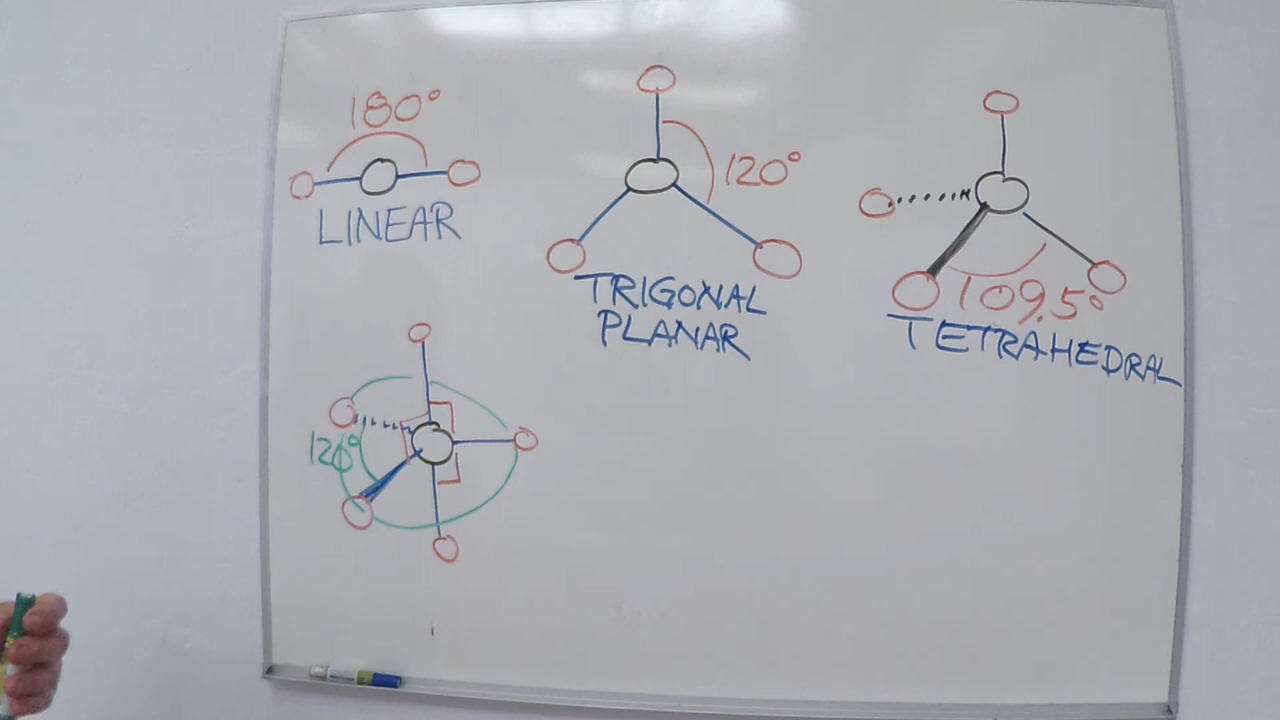 180°
LINEAR
120°
TRIGONAL
PLANAR
109.5°
TETRAHEDRAL
120°